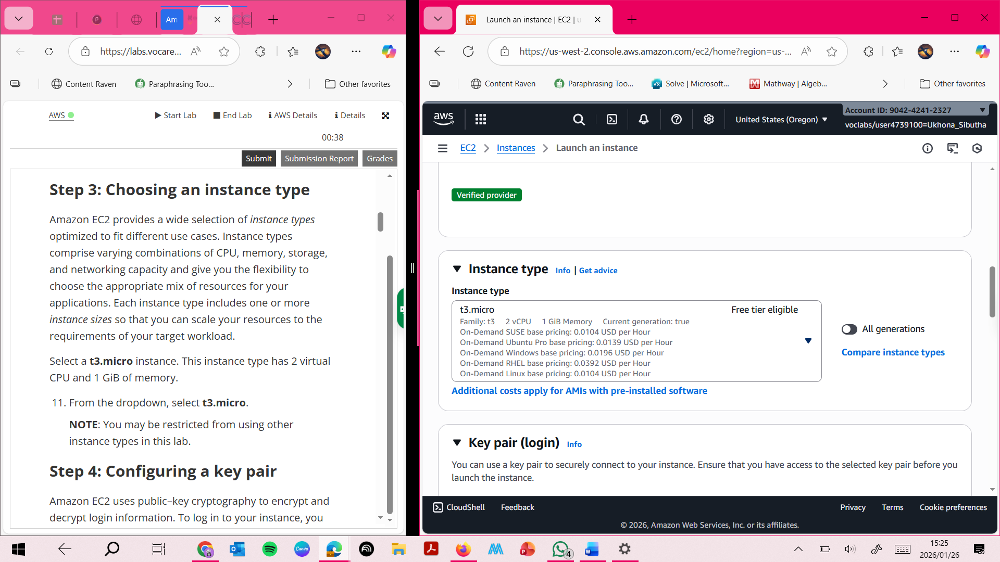 Am
https://labs.vocare...
Content Raven
Paraphrasing Too...
Other favorites
AWS
Start Lab
End Lab
AWS Details
Details
00:38
Submit
Submission Report
Grades
Step 3: Choosing an instance type
Amazon EC2 provides a wide selection of instance types
optimized to fit different use cases. Instance types
comprise varying combinations of CPU, memory, storage,
and networking capacity and give you the flexibility to
choose the appropriate mix of resources for your
applications. Each instance type includes one or more
instance sizes so that you can scale your resources to the
requirements of your target workload.
Select a t3.micro instance. This instance type has 2 virtual
CPU and 1 GiB of memory.
11. From the dropdown, select t3.micro.
NOTE: You may be restricted from using other
instance types in this lab.
Step 4: Configuring a key pair
Amazon EC2 uses public–key cryptography to encrypt and
decrypt login information. To log in to your instance, you
Launch an instance | EC2 | u
https://us-west-2.console.aws.amazon.com/ec2/home?region=us-...
Content Raven
Paraphrasing Too...
Solve | Microsoft...
Mathway | Algeb...
Other favorites
aws
United States (Oregon)
Account ID: 9042-4241-2327
voclabs/user4739100=Ukhona_Sibutha
EC2
Instances
Launch an instance
Verified provider
Instance type
Info | Get advice
Instance type
t3.micro
Free tier eligible
Family: t3 2 vCPU 1 GiB Memory Current generation: true
On-Demand SUSE base pricing: 0.0104 USD per Hour
On-Demand Ubuntu Pro base pricing: 0.0139 USD per Hour
On-Demand Windows base pricing: 0.0196 USD per Hour
On-Demand RHEL base pricing: 0.0392 USD per Hour
On-Demand Linux base pricing: 0.0104 USD per Hour
All generations
Compare instance types
Additional costs apply for AMIs with pre-installed software
Key pair (login)
Info
You can use a key pair to securely connect to your instance. Ensure that you have access to the selected key pair before you
launch the instance.
CloudShell
Feedback
Privacy
Terms
Cookie preferences
© 2026, Amazon Web Services, Inc. or its affiliates.
Canva
4
15:25
2026/01/26